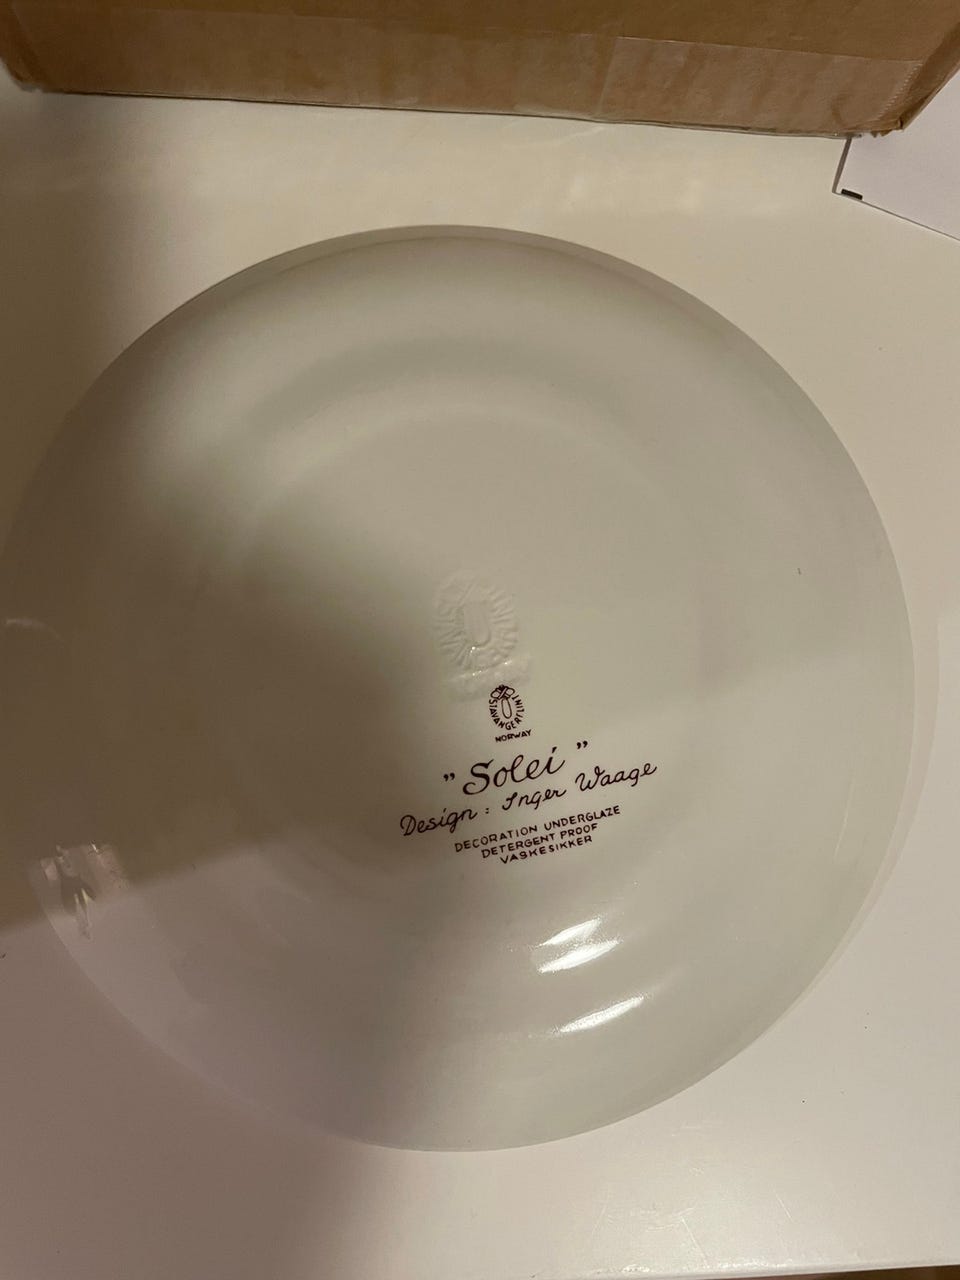 STAVANGERFLINT
NORWAY
"Solei"
Design: Inger Waage
DECORATION UNDERGLAZE
DETERGENT PROOF
VASKESIKKER